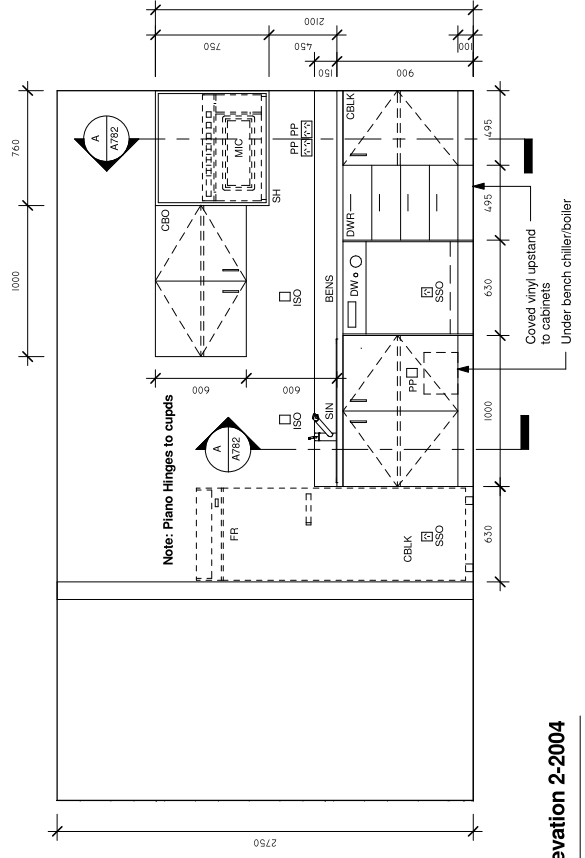 2100
750
450
150
900
100
760
1000
A
A782
CBO
SH
MIC
PP PP
PP PP
CBLK
ISO
BENS
DWR
DW
SSO
495
495
630
1000
630
Coved vinyl upstand
to cabinets
Under bench chiller/boiler
600
600
ISO
SIN
PP
A
A782
Note: Piano Hinges to cupds
FR
CBLK
SSO
2750
evation 2-2004